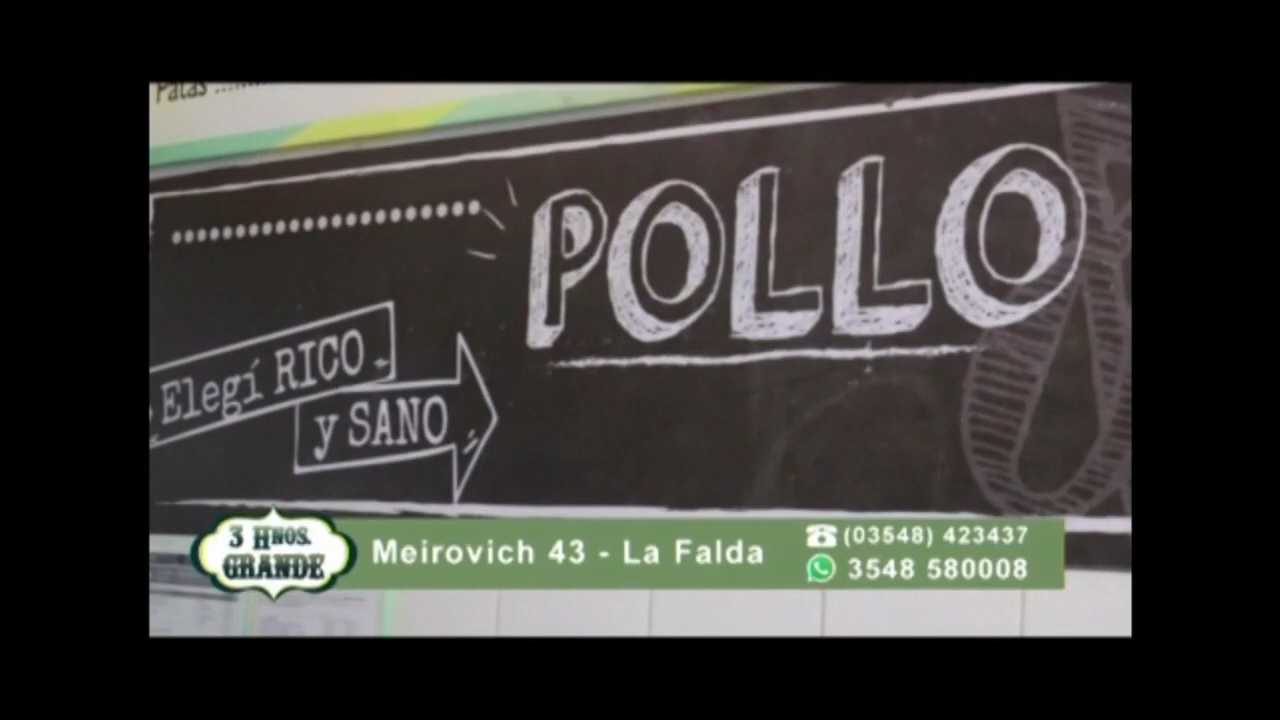 Patas ........
POLLO
Elegí RICO
y SANO
3 HNOS.
GRANDE
Meirovich 43 - La Falda
(03548) 423437
3548 580008